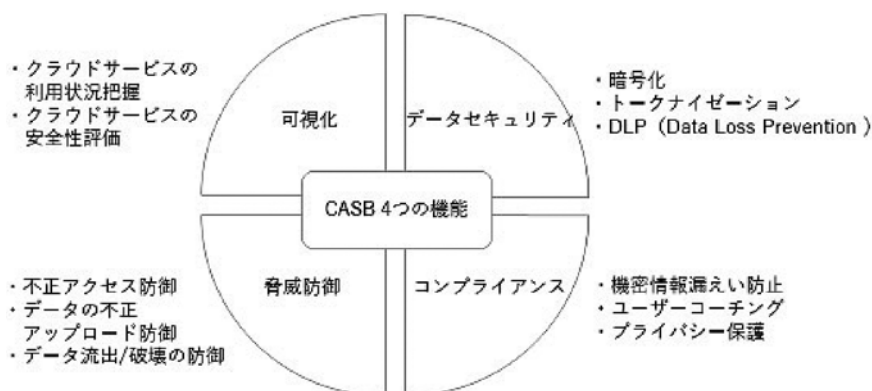 ・クラウドサービスの
利用状況把握
・クラウドサービスの
安全性評価
可視化
データセキュリティ
・暗号化
・トークナイゼーション
・DLP（Data Loss Prevention ）
CASB 4つの機能
・不正アクセス防御
・データの不正
アップロード防御
・データ流出/破壊の防御
脅威防御
コンプライアンス
・機密情報漏えい防止
・ユーザーコーチング
・プライバシー保護